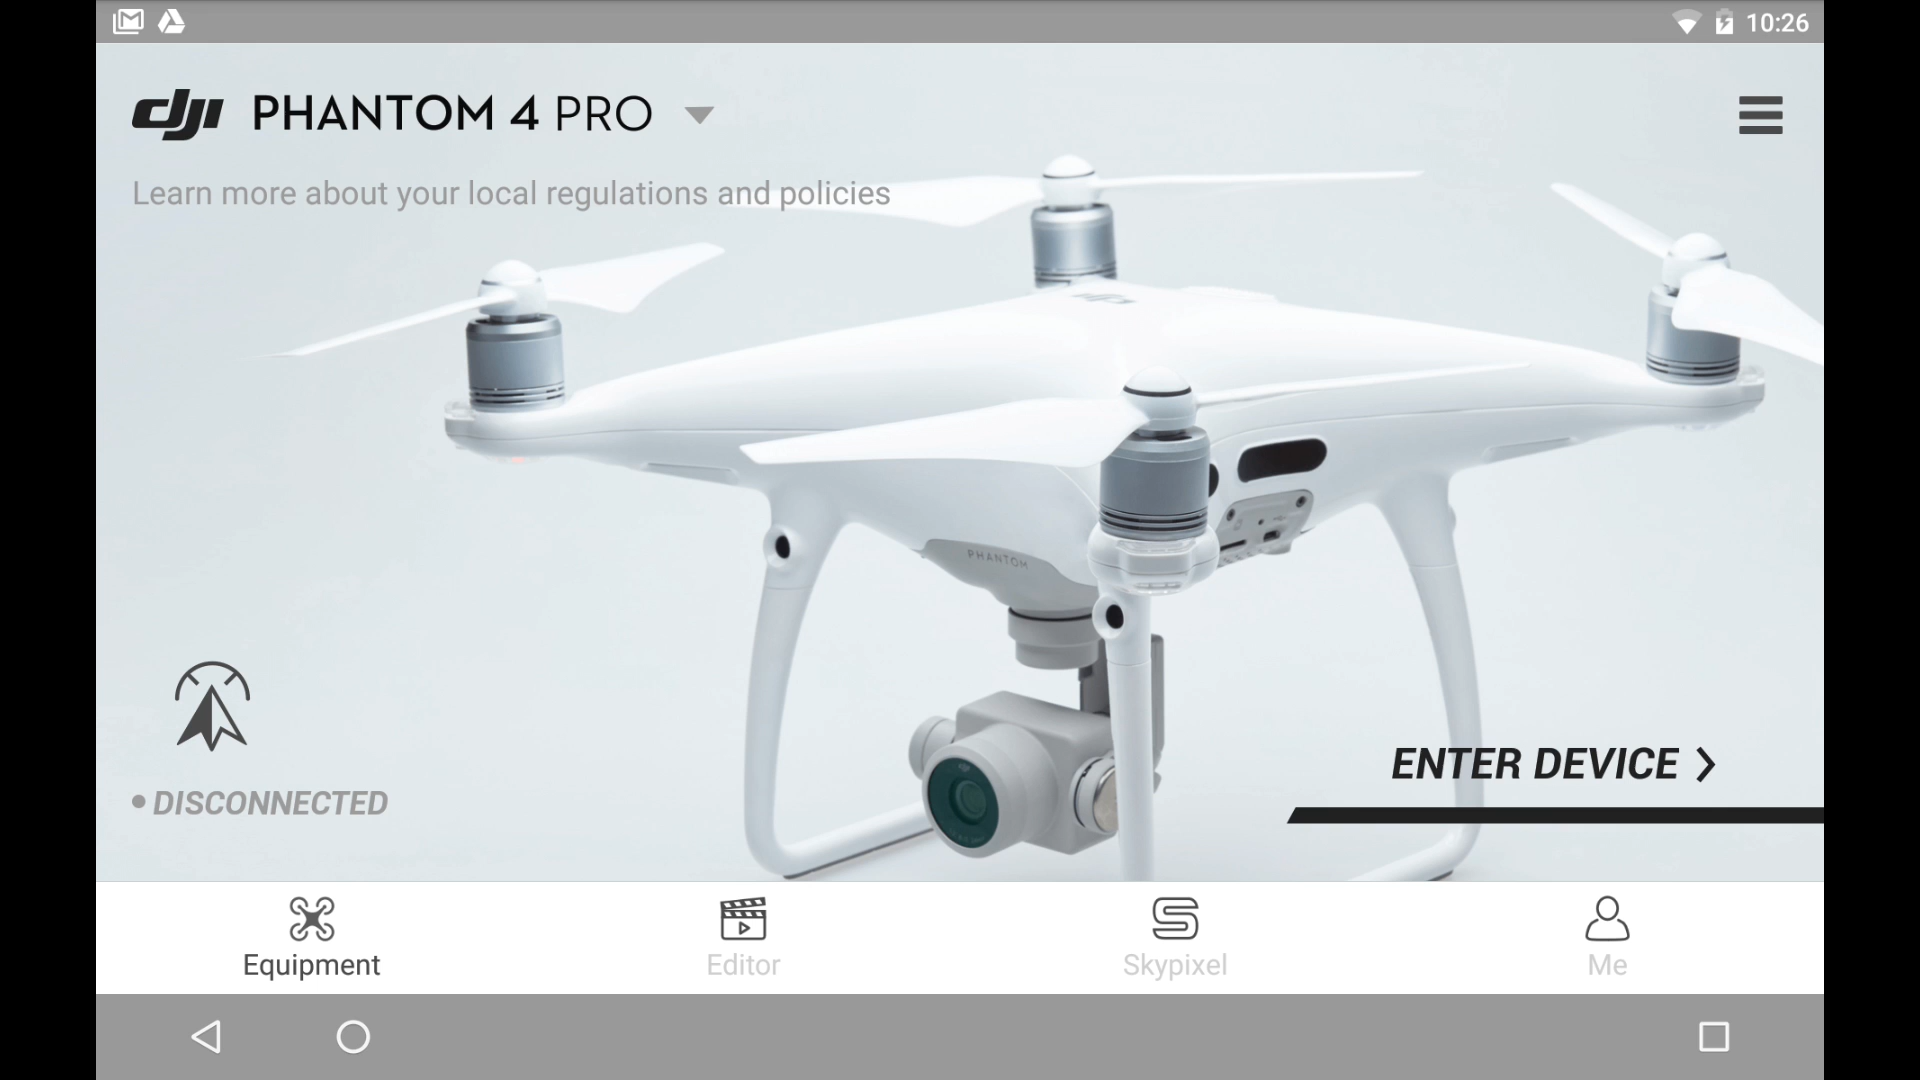 10:26
dji PHANTOM 4 PRO
Learn more about your local regulations and policies
PHANTOM
ENTER DEVICE
DISCONNECTED
Equipment
Editor
Skypixel
Me